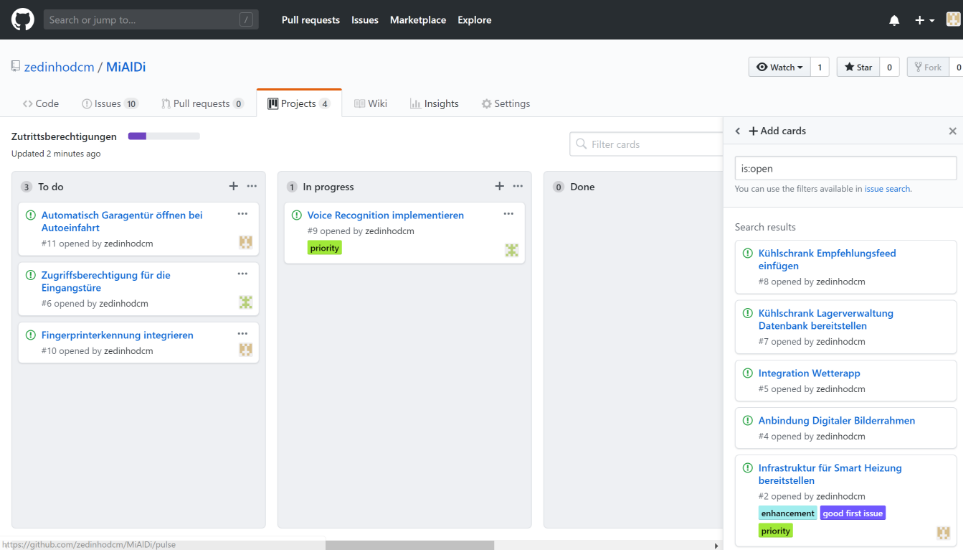 Search or jump to... /
Pull requests Issues Marketplace Explore
zedinhodcm / MiAIDi
Watch 1 Star 0 Fork 0
Code Issues 10 Pull requests 0 Projects 4 Wiki Insights Settings
Zutrittsberechtigungen
Updated 2 minutes ago
Filter cards
3 To do
Automatisch Garagentür öffnen bei
Autoeinfahrt
#11 opened by zedinhodcm
Zugriffsberechtigung für die
Eingangstüre
#6 opened by zedinhodcm
Fingerprinterkennung integrieren
#10 opened by zedinhodcm
1 In progress
Voice Recognition implementieren
#9 opened by zedinhodcm
priority
0 Done
Add cards
is:open
You can use the filters available in issue search.
Search results
Kühlschrank Empfehlungsfeed
einfügen
#8 opened by zedinhodcm
Kühlschrank Lagerverwaltung
Datenbank bereitstellen
#7 opened by zedinhodcm
Integration Wetterapp
#5 opened by zedinhodcm
Anbindung Digitaler Bilderrahmen
#4 opened by zedinhodcm
Infrastruktur für Smart Heizung
bereitstellen
#2 opened by zedinhodcm
enhancement good first issue
priority
https://github.com/zedinhodcm/MiAIDi/pulse